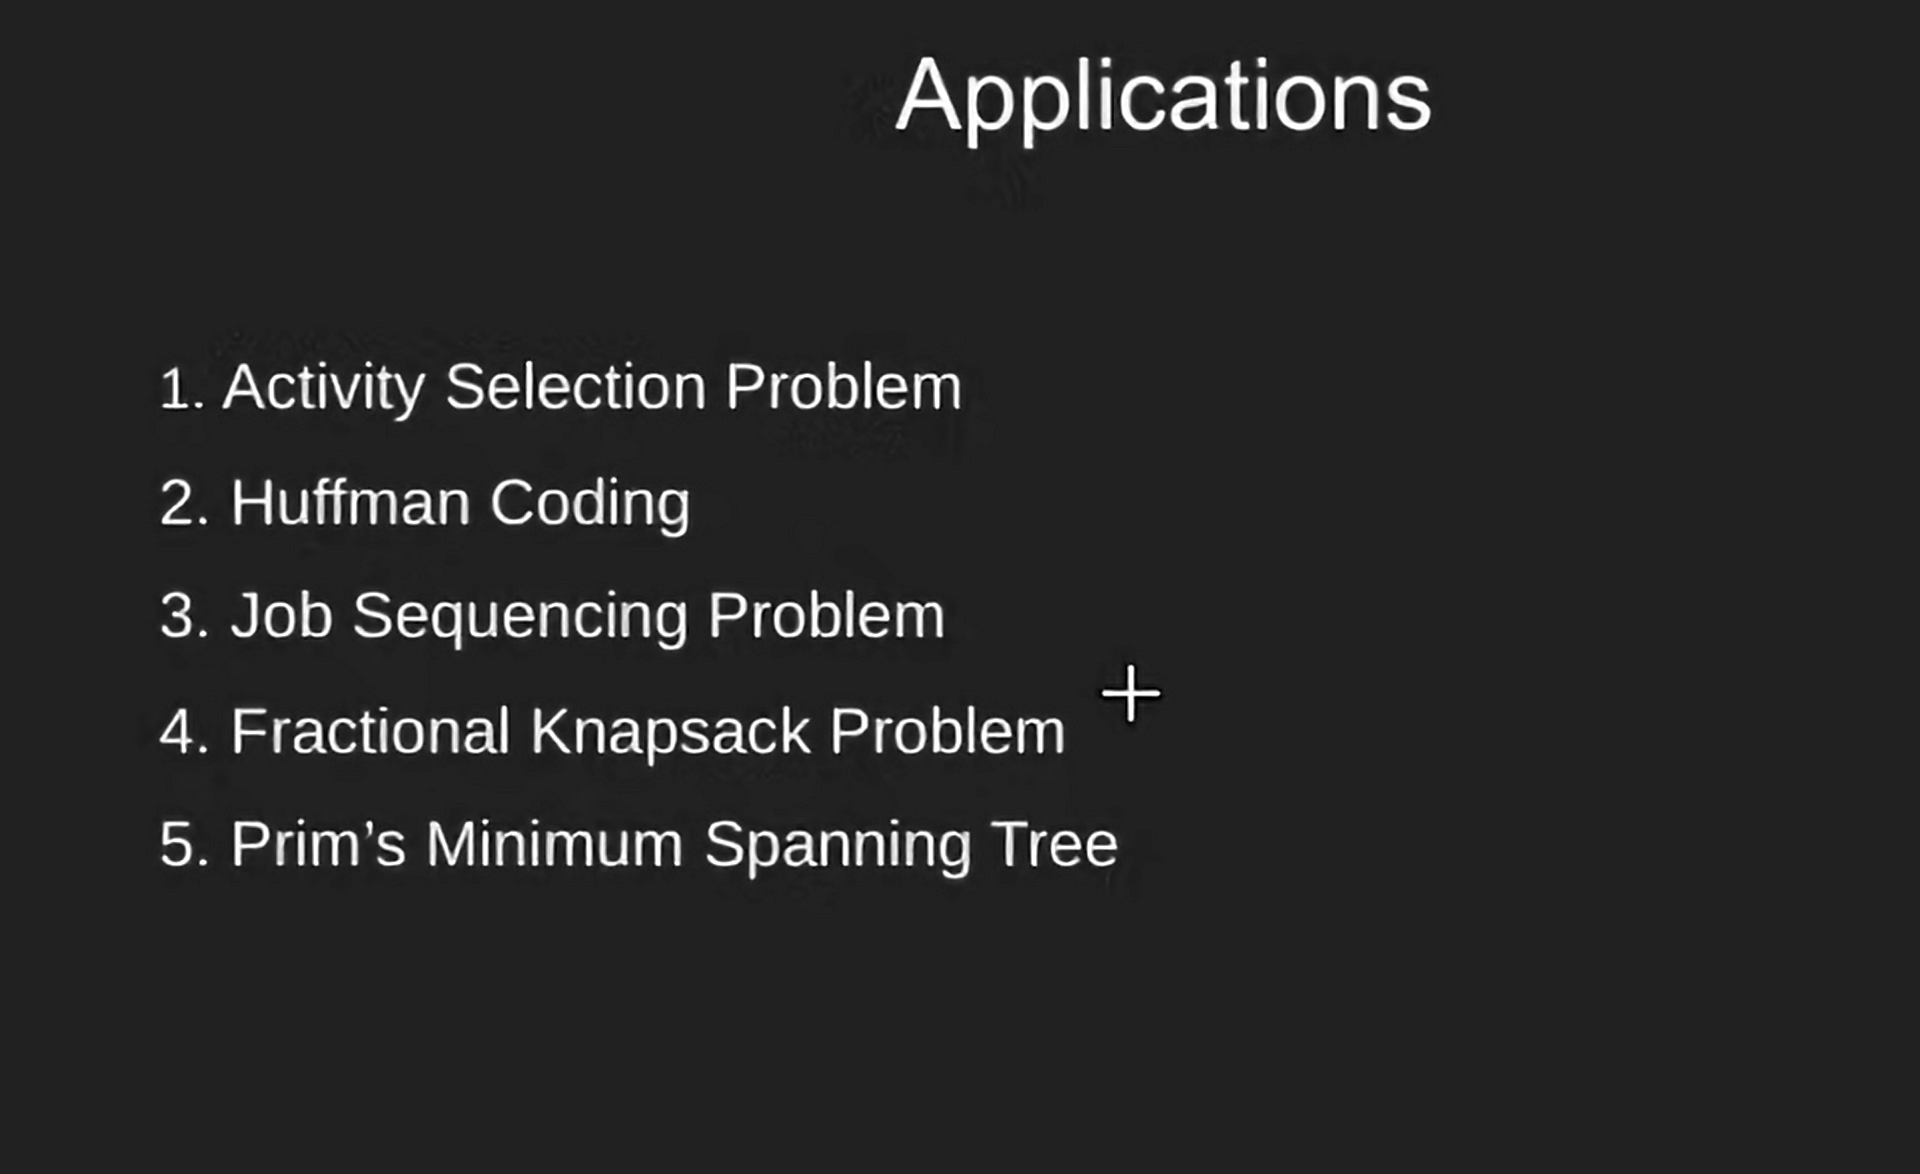 Applications
1. Activity Selection Problem
2. Huffman Coding
3. Job Sequencing Problem
4. Fractional Knapsack Problem
5. Prim’s Minimum Spanning Tree